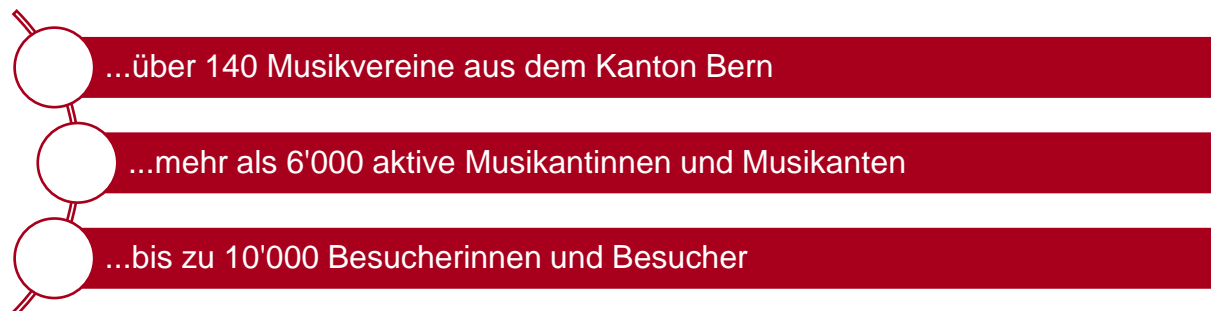 ...über 140 Musikvereine aus dem Kanton Bern
...mehr als 6'000 aktive Musikantinnen und Musikanten
...bis zu 10'000 Besucherinnen und Besucher